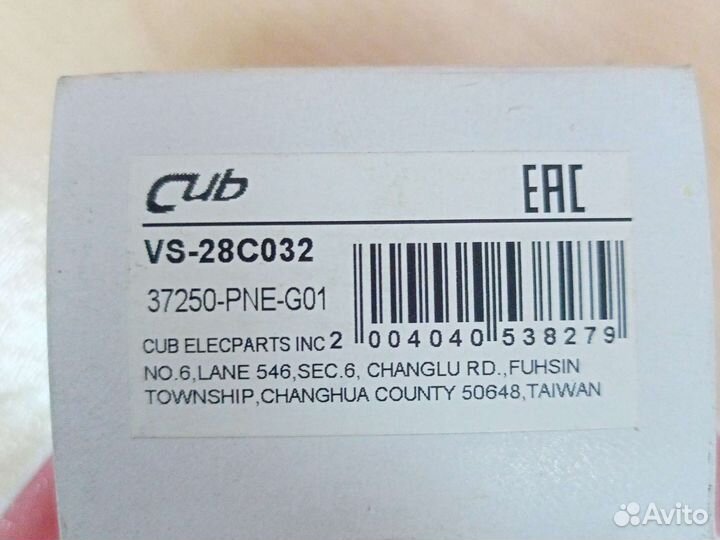 Cub EAC
VS-28C032
37250-PNE-G01
2 004040 538279
CUB ELECPARTS INC
NO.6,LANE 546,SEC.6, CHANGLU RD.,FUHSIN
TOWNSHIP,CHANGHUA COUNTY 50648,TAIWAN
Avito